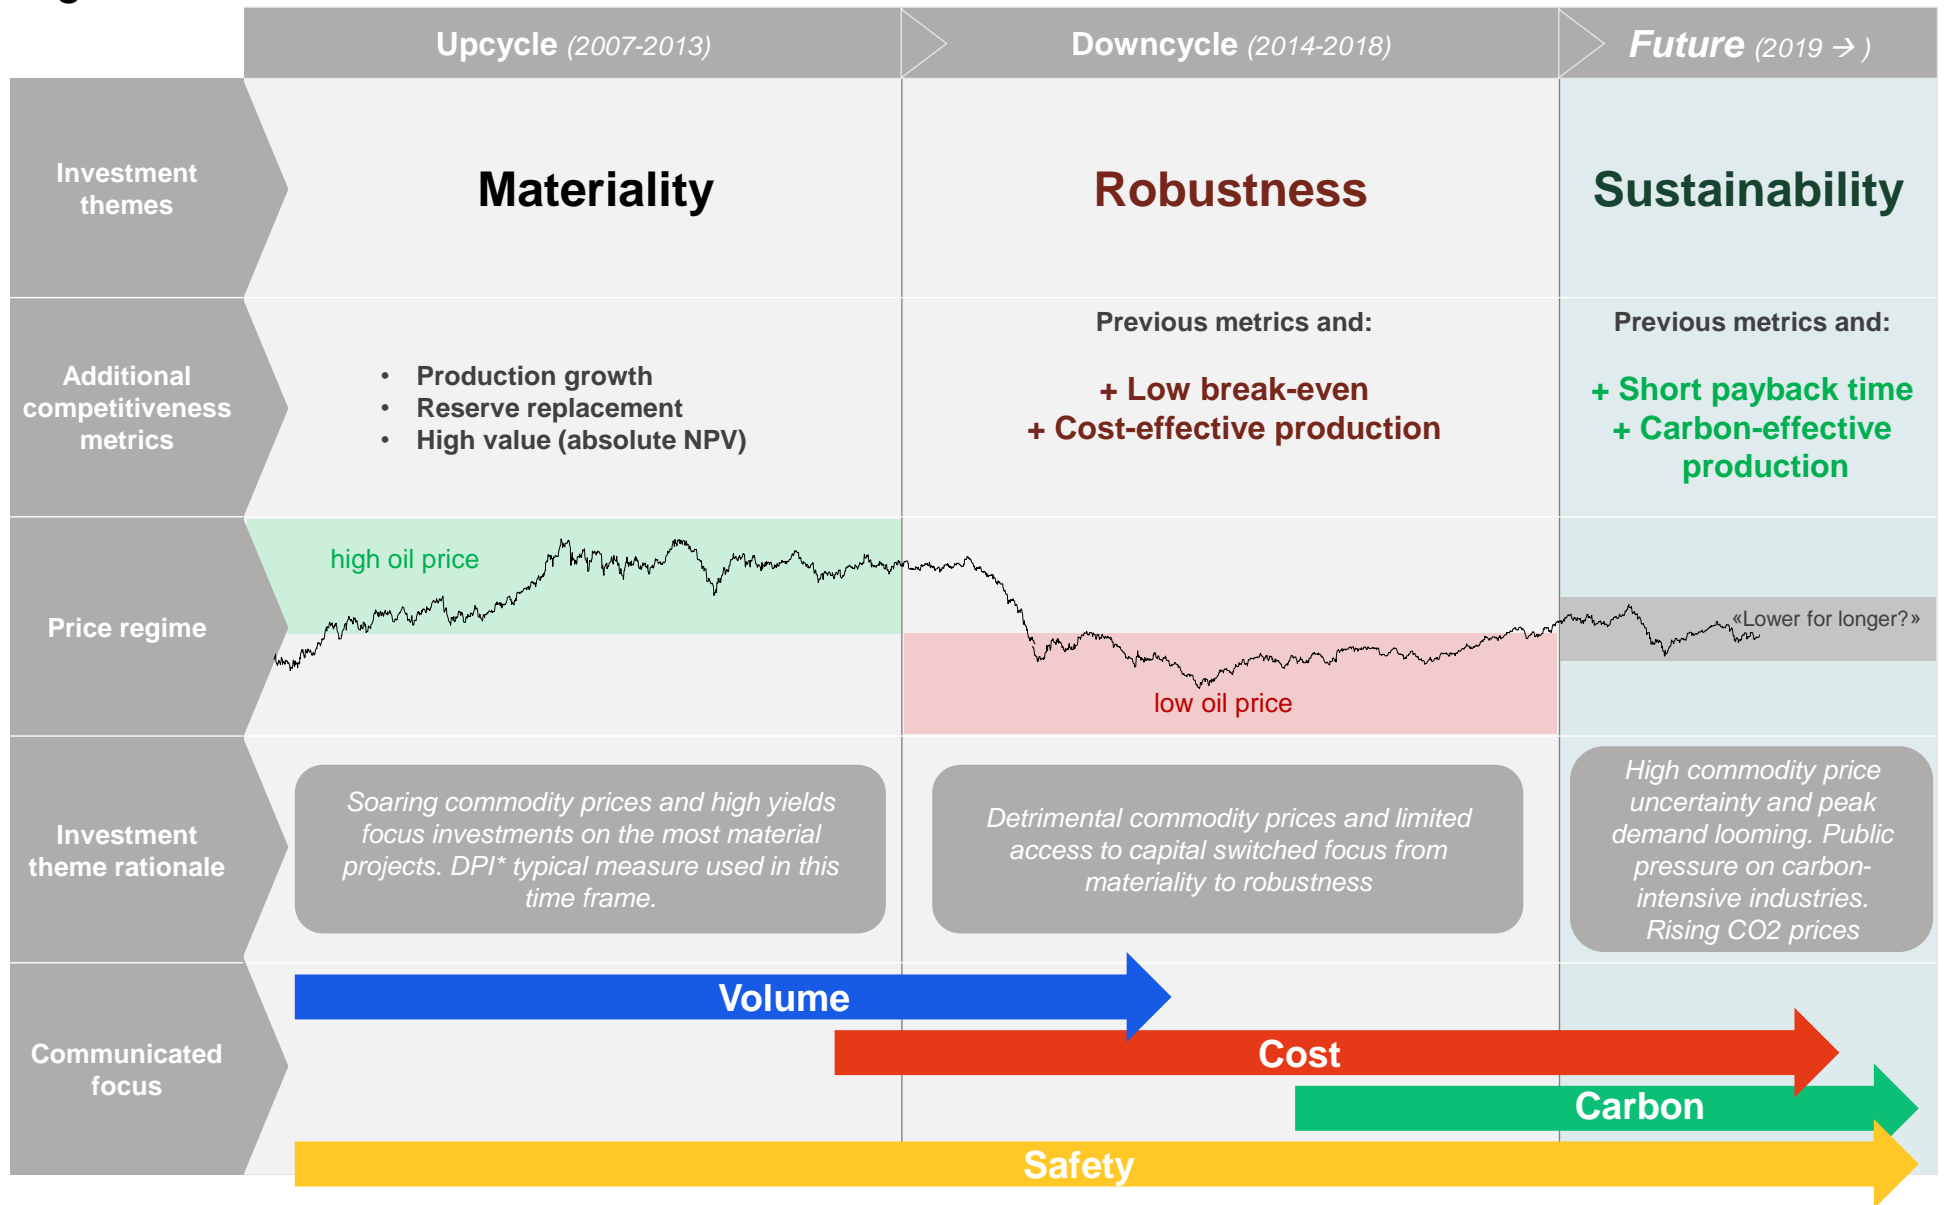 Upcycle (2007-2013)
Downcycle (2014-2018)
Future (2019 → )
Investment
themes
Materiality
Robustness
Sustainability
Additional
competitiveness
metrics
• Production growth
• Reserve replacement
• High value (absolute NPV)
Previous metrics and:
+ Low break-even
+ Cost-effective production
Previous metrics and:
+ Short payback time
+ Carbon-effective
production
Price regime
high oil price
low oil price
«Lower for longer?»
Investment
theme rationale
Soaring commodity prices and high yields
focus investments on the most material
projects. DPI* typical measure used in this
time frame.
Detrimental commodity prices and limited
access to capital switched focus from
materiality to robustness
High commodity price
uncertainty and peak
demand looming. Public
pressure on carbon-
intensive industries.
Rising CO2 prices
Communicated
focus
Volume
Cost
Carbon
Safety